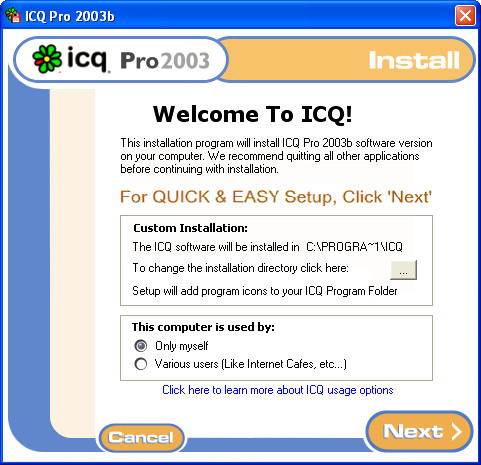 ICQ Pro 2003b
icq Pro 2003
Install
Welcome To ICQ!
This installation program will install ICQ Pro 2003b software version
on your computer. We recommend quitting all other applications
before continuing with installation.
For QUICK & EASY Setup, Click 'Next'
Custom Installation:
The ICQ software will be installed in C:\PROGRA~1\ICQ
To change the installation directory click here: ...
Setup will add program icons to your ICQ Program Folder
This computer is used by:
Only myself
Various users (Like Internet Cafes, etc...)
Click here to learn more about ICQ usage options
Cancel
Next >